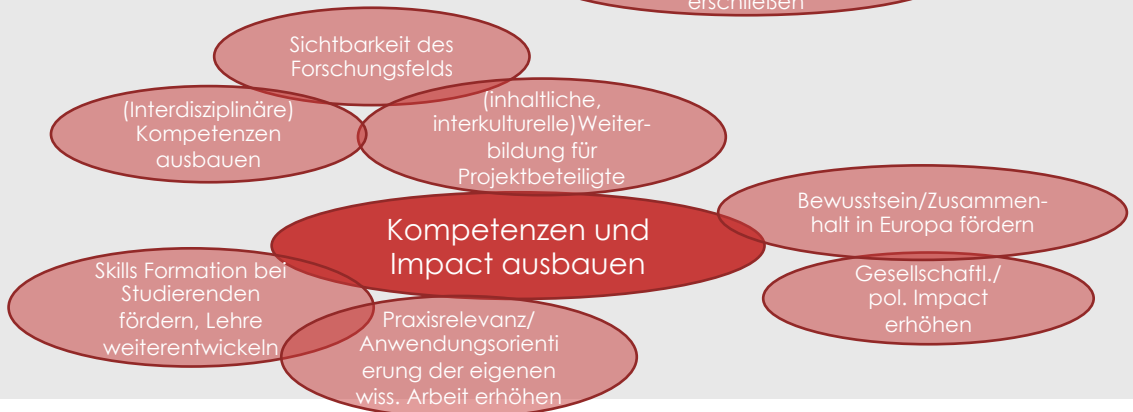 erschließen
Sichtbarkeit des
Forschungsfelds
(Interdisziplinäre)
Kompetenzen
ausbauen
(inhaltliche,
interkulturelle)Weiter-
bildung für
Projektbeteiligte
Kompetenzen und
Impact ausbauen
Bewusstsein/Zusammen-
halt in Europa fördern
Gesellschaftl./
pol. Impact
erhöhen
Skills Formation bei
Studierenden
fördern, Lehre
weiterentwickeln
Praxisrelevanz/
Anwendungsorienti
erung der eigenen
wiss. Arbeit erhöhen